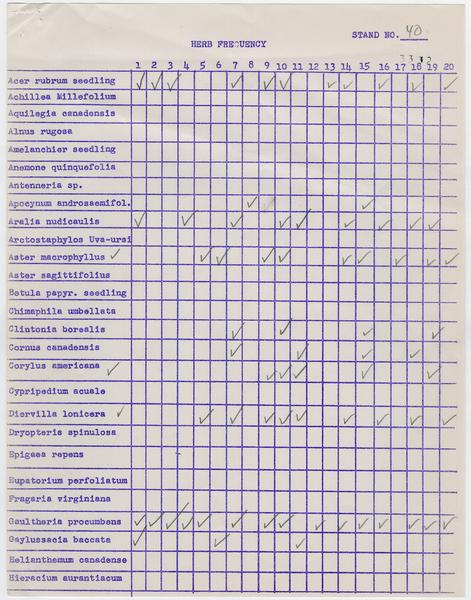 STAND NO. 40
HERB FREQUENCY
1 2 3 4 5 6 7 8 9 10 11 12 13 14 15 16 17 18 19 20
Acer rubrum seedling ✓ ✓ ✓ ✓ ✓ ✓ ✓ ✓ ✓ ✓ ✓
Achillea Millefolium
Aquilegia canadensis
Alnus rugosa
Amelanchier seedling
Anemone quinquefolia
Antenneria sp.
Apocynum androsaemifol. ✓ ✓
Aralia nudicaulis ✓ ✓ ✓ ✓ ✓ ✓ ✓ ✓ ✓
Arctostaphylos Uva-ursi
Aster macrophyllus ✓ ✓ ✓ ✓ ✓ ✓ ✓ ✓ ✓ ✓
Aster sagittifolius
Betula papyr. seedling
Chimaphila umbellata
Clintonia borealis ✓ ✓ ✓ ✓
Cornus canadensis ✓ ✓ ✓ ✓
Corylus americana ✓ ✓ ✓ ✓ ✓ ✓
Cypripedium acuale
Diervilla lonicera ✓ ✓ ✓ ✓ ✓ ✓ ✓ ✓ ✓ ✓
Dryopteris spinulosa
Epigaea repens
Eupatorium perfoliatum
Fragaria virginiana
Gaultheria procumbens ✓ ✓ ✓ ✓ ✓ ✓ ✓ ✓ ✓ ✓ ✓ ✓ ✓ ✓ ✓
Gaylussacia baccata ✓ ✓ ✓
Helianthemum canadense
Hieracium aurantiacum